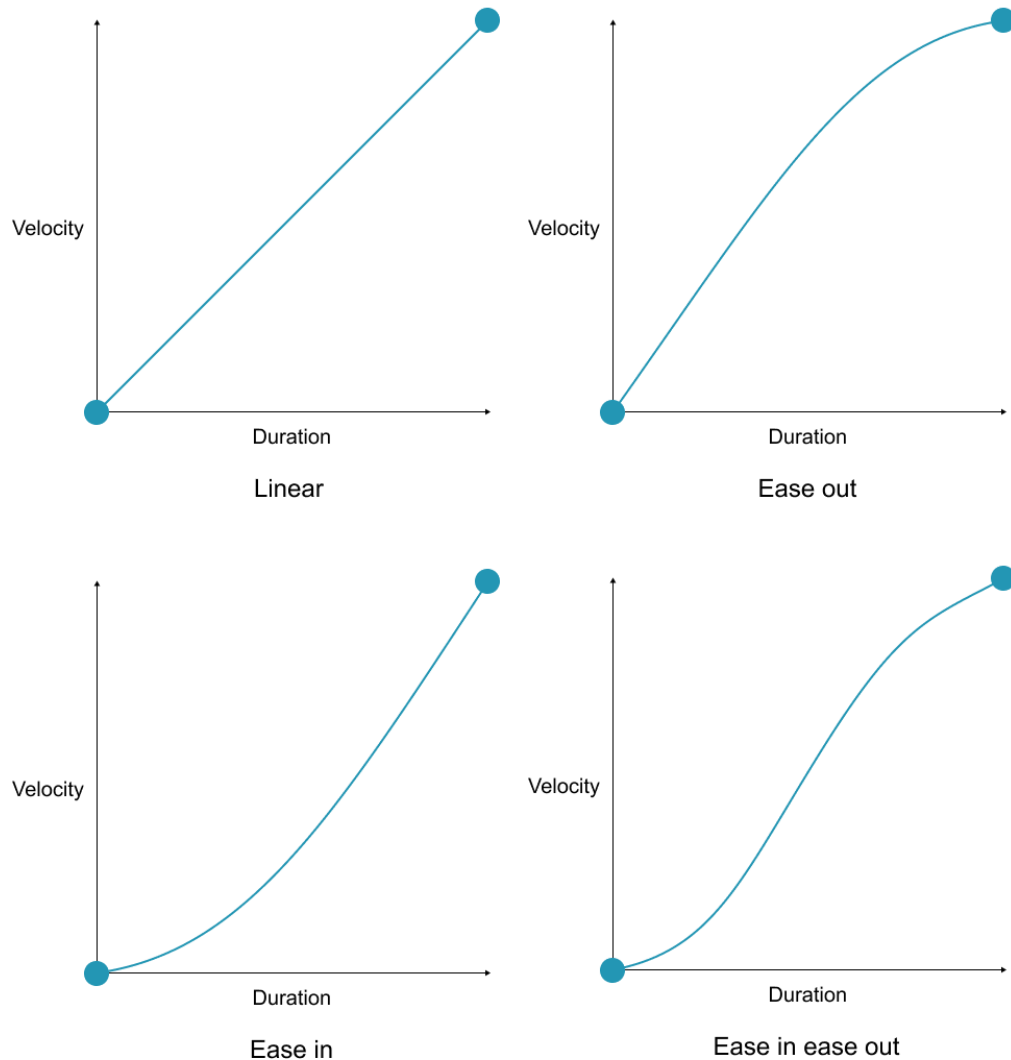 Velocity
Duration
Linear
Velocity
Duration
Ease out
Velocity
Duration
Ease in
Velocity
Duration
Ease in ease out